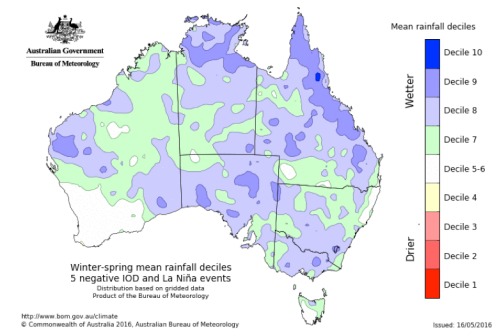 Australian Government
Bureau of Meteorology
Mean rainfall deciles
Wetter
Drier
Decile 10
Decile 9
Decile 8
Decile 7
Decile 5-6
Decile 4
Decile 3
Decile 2
Decile 1
Winter-spring mean rainfall deciles
5 negative IOD and La Niña events
Distribution based on gridded data
Product of the Bureau of Meteorology
http://www.bom.gov.au/climate
© Commonwealth of Australia 2016, Australian Bureau of Meteorology
Issued: 16/05/2016